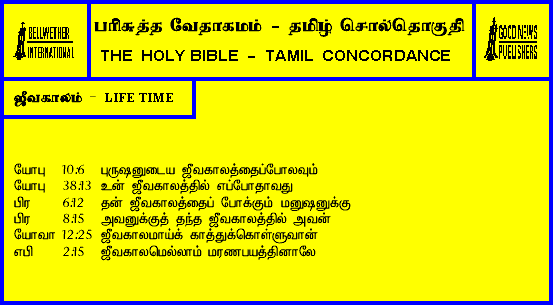 BELLWETHER
INTERNATIONAL
பரிசுத்த வேதாகமம் - தமிழ் சொல்தொகுதி
THE HOLY BIBLE - TAMIL CONCORDANCE
GOOD NEWS
PUBLISHERS
ஜீவகாலம் - LIFE TIME
யோபு 10:6 புருஷனுடைய ஜீவகாலத்தைப்போலவும்
யோபு 38:13 உன் ஜீவகாலத்தில் எப்போதாவது
பிர 6:12 தன் ஜீவகாலத்தைப் போக்கும் மனுஷனுக்கு
பிர 8:15 அவனுக்குத் தந்த ஜீவகாலத்தில் அவன்
யோவா 12:25 ஜீவகாலமாய்க் காத்துக்கொள்ளுவான்
எபி 2:15 ஜீவகாலமெல்லாம் மரணபயத்தினாலே